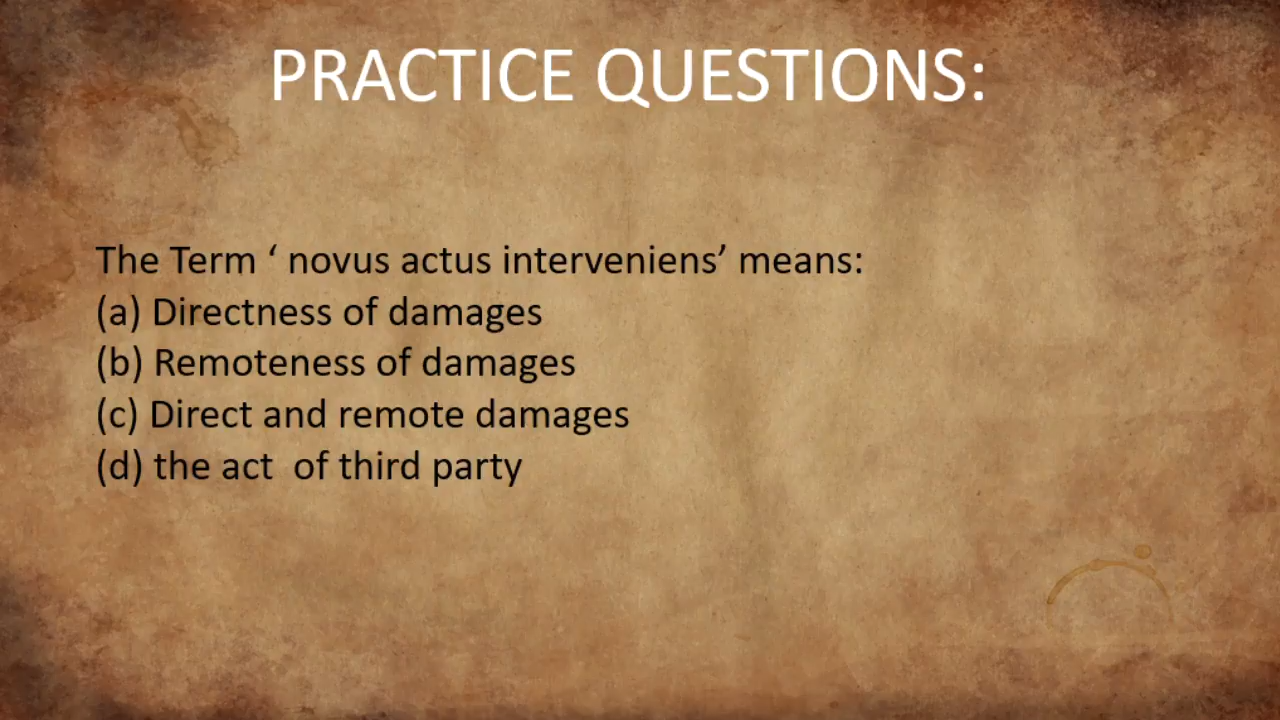 PRACTICE QUESTIONS:
The Term ‘ novus actus interveniens’ means:
(a) Directness of damages
(b) Remoteness of damages
(c) Direct and remote damages
(d) the act  of third party